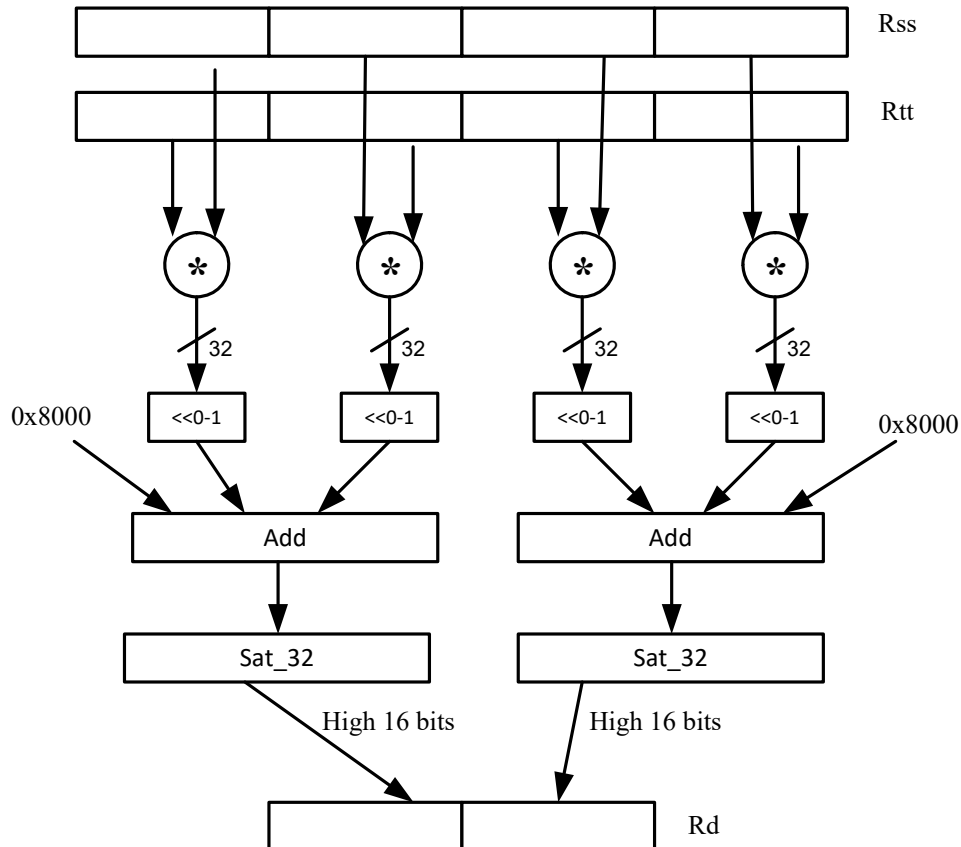 Rss
Rtt
* * * *
32 32 32 32
0x8000 <<0-1 <<0-1 <<0-1 <<0-1 0x8000
Add Add
Sat_32 Sat_32
High 16 bits High 16 bits
Rd